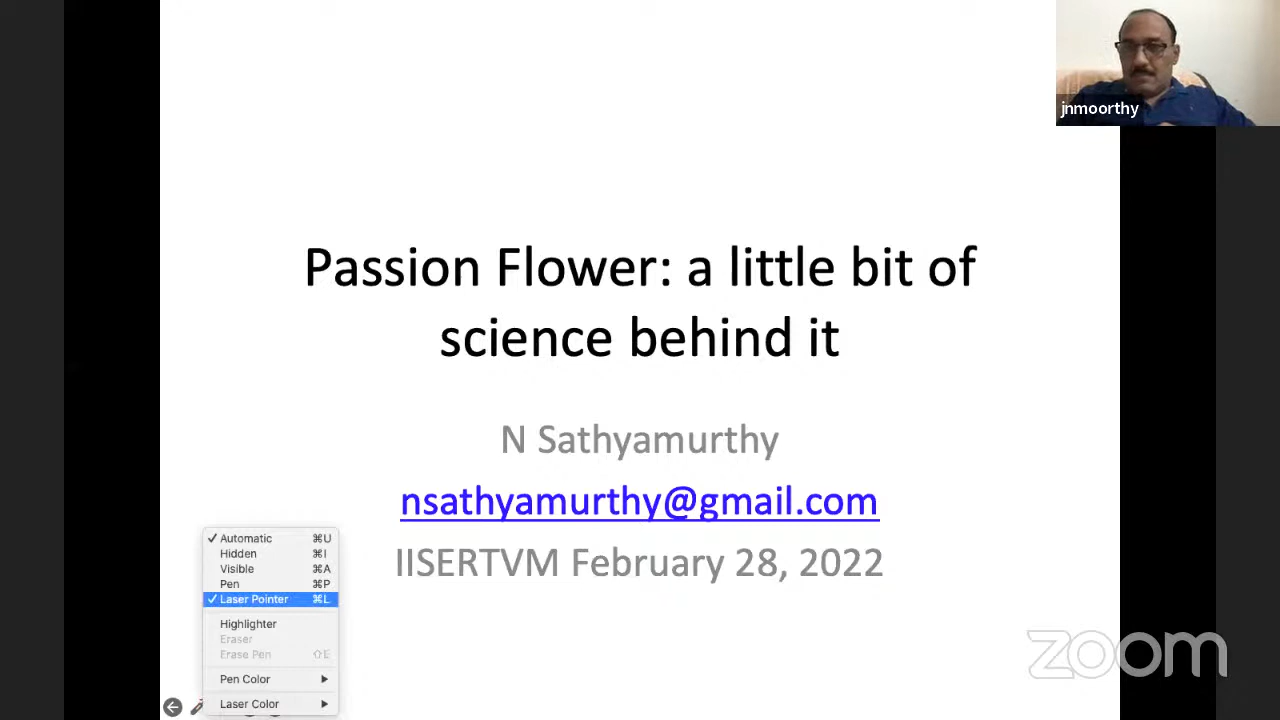 jnmoorthy
Passion Flower: a little bit of
science behind it
N Sathyamurthy
nsathyamurthy@gmail.com
IISERTVM February 28, 2022
✓ Automatic ⌘U
Hidden ⌘I
Visible ⌘A
Pen ⌘P
✓ Laser Pointer ⌘L
Highlighter
Eraser
Erase Pen ⇧E
Pen Color ▶
Laser Color ▶
zoom